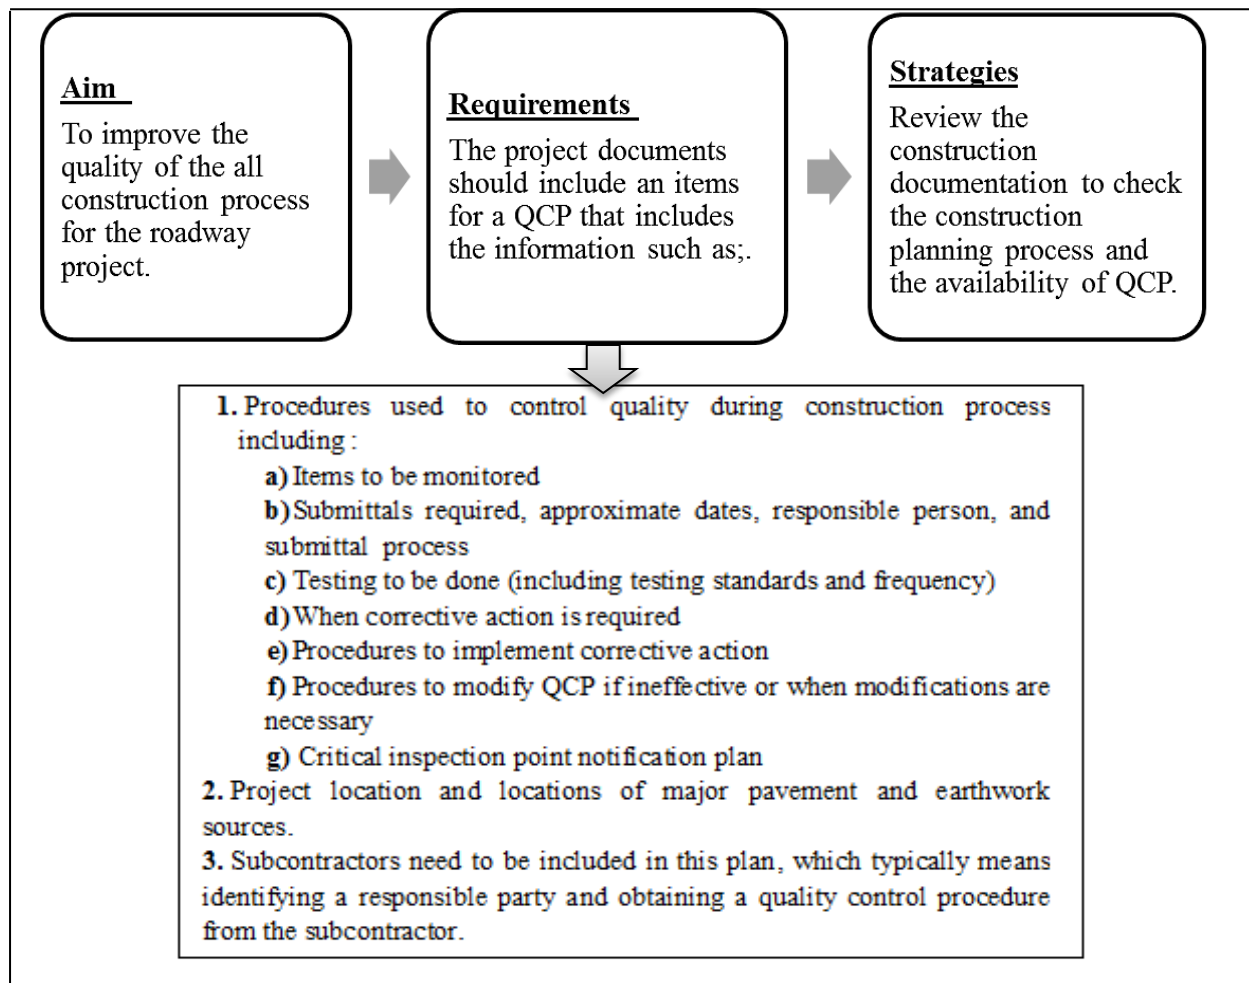 Aim
To improve the
quality of the all
construction process
for the roadway
project.
Requirements
The project documents
should include an items
for a QCP that includes
the information such as;.
Strategies
Review the
construction
documentation to check
the construction
planning process and
the availability of QCP.
1. Procedures used to control quality during construction process
including :
a) Items to be monitored
b) Submittals required, approximate dates, responsible person, and
submittal process
c) Testing to be done (including testing standards and frequency)
d) When corrective action is required
e) Procedures to implement corrective action
f) Procedures to modify QCP if ineffective or when modifications are
necessary
g) Critical inspection point notification plan
2. Project location and locations of major pavement and earthwork
sources.
3. Subcontractors need to be included in this plan, which typically means
identifying a responsible party and obtaining a quality control procedure
from the subcontractor.